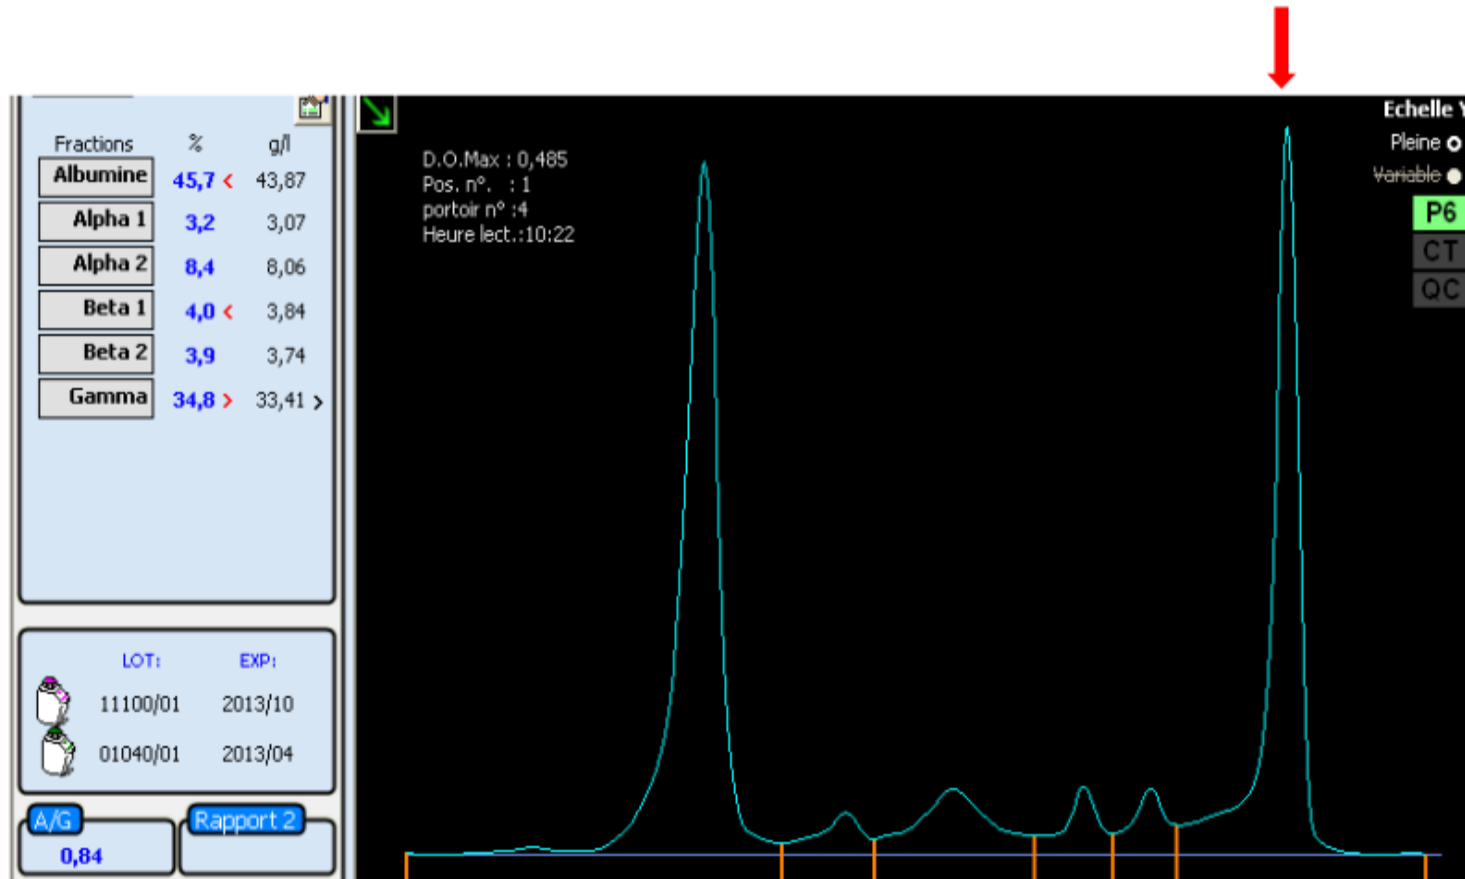 Fractions % g/l
Albumine 45,7 < 43,87
Alpha 1 3,2 3,07
Alpha 2 8,4 8,06
Beta 1 4,0 < 3,84
Beta 2 3,9 3,74
Gamma 34,8 > 33,41 >
LOT: EXP:
11100/01 2013/10
01040/01 2013/04
A/G Rapport 2
0,84
D.O.Max : 0,485
Pos. n°. : 1
portoir n° :4
Heure lect.:10:22
Echelle Y
Pleine
Variable
P6
CT
QC